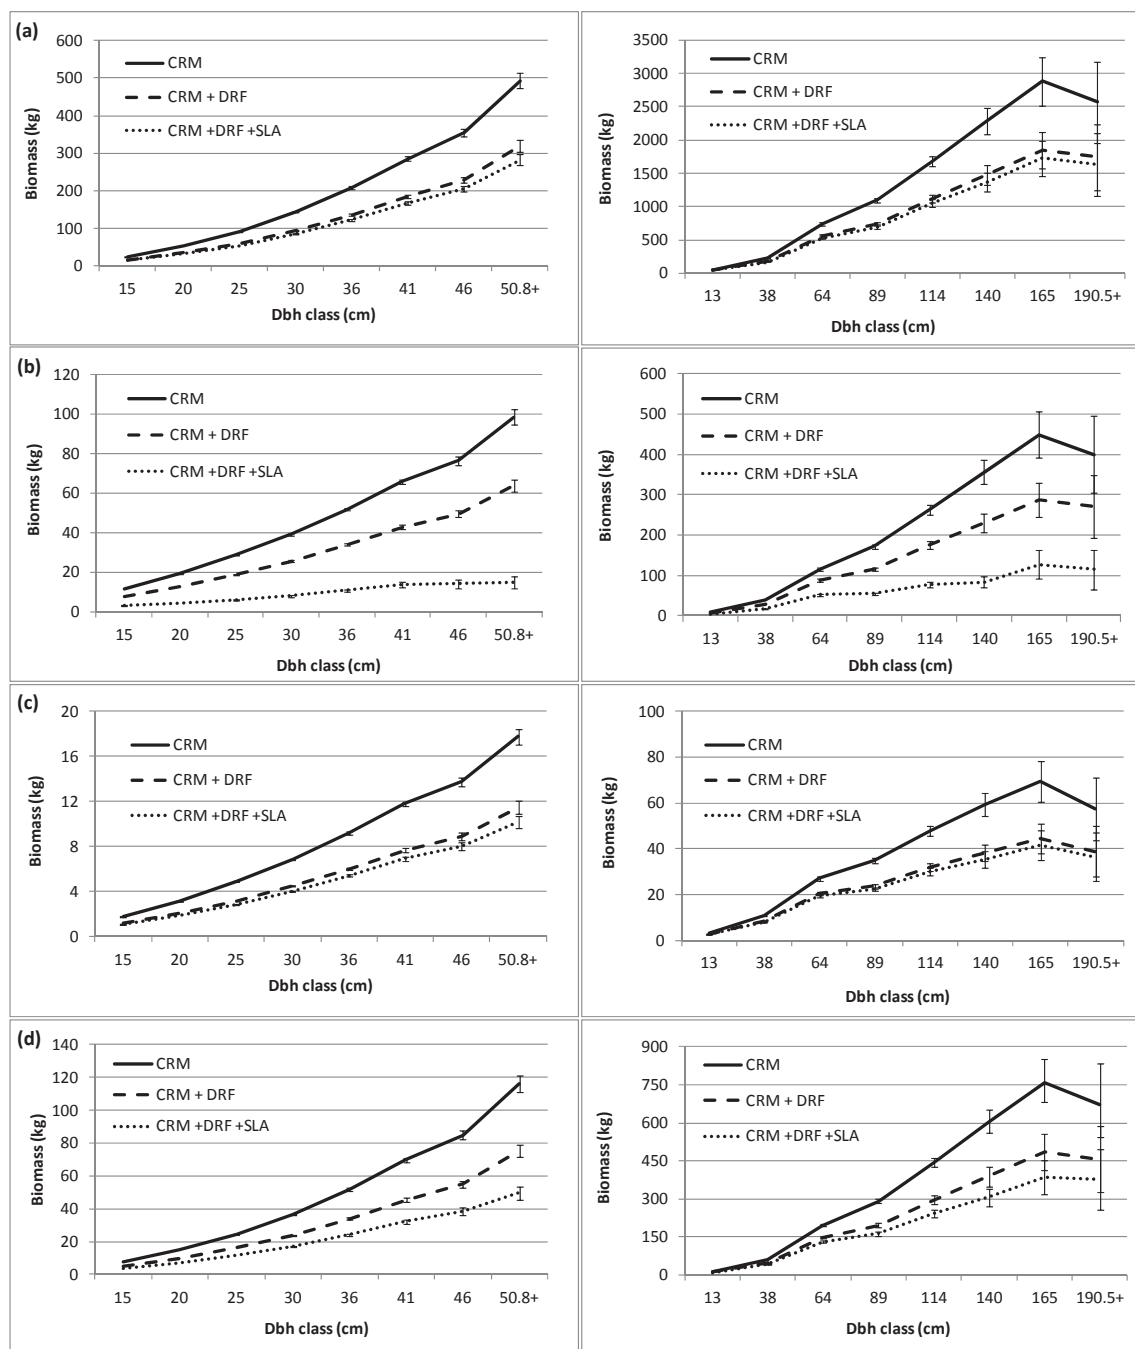 (a)
600
500
400
300
200
100
0
Biomass (kg)
CRM
CRM + DRF
CRM +DRF +SLA
15 20 25 30 36 41 46 50.8+
Dbh class (cm)
3500
3000
2500
2000
1500
1000
500
0
Biomass (kg)
CRM
CRM + DRF
CRM +DRF +SLA
13 38 64 89 114 140 165 190.5+
Dbh class (cm)
(b)
120
100
80
60
40
20
0
Biomass (kg)
CRM
CRM + DRF
CRM +DRF +SLA
15 20 25 30 36 41 46 50.8+
Dbh class (cm)
600
500
400
300
200
100
0
Biomass (kg)
CRM
CRM + DRF
CRM +DRF +SLA
13 38 64 89 114 140 165 190.5+
Dbh class (cm)
(c)
20
16
12
8
4
0
Biomass (kg)
CRM
CRM + DRF
CRM +DRF +SLA
15 20 25 30 36 41 46 50.8+
Dbh class (cm)
100
80
60
40
20
0
Biomass (kg)
CRM
CRM + DRF
CRM +DRF +SLA
13 38 64 89 114 140 165 190.5+
Dbh class (cm)
(d)
140
120
100
80
60
40
20
0
Biomass (kg)
CRM
CRM + DRF
CRM +DRF +SLA
15 20 25 30 36 41 46 50.8+
Dbh class (cm)
900
750
600
450
300
150
0
Biomass (kg)
CRM
CRM + DRF
CRM +DRF +SLA
13 38 64 89 114 140 165 190.5+
Dbh class (cm)